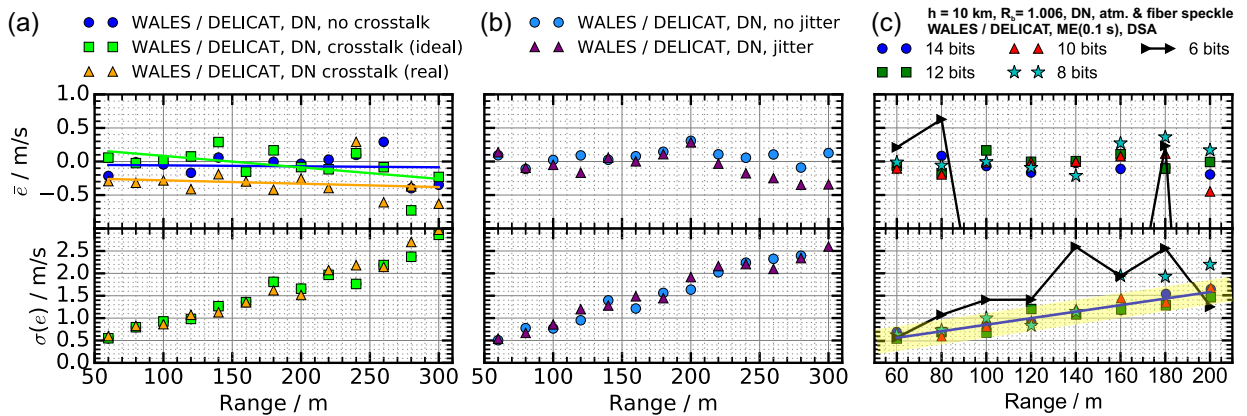 (a)
WALES / DELICAT, DN, no crosstalk
WALES / DELICAT, DN, crosstalk (ideal)
WALES / DELICAT, DN crosstalk (real)
1.0
0.5
0.0
-0.5
ē / m/s
2.5
2.0
1.5
1.0
0.5
0.0
σ(e) / m/s
50 100 150 200 250 300
Range / m
(b)
WALES / DELICAT, DN, no jitter
WALES / DELICAT, DN, jitter
50 100 150 200 250 300
Range / m
(c)
h = 10 km, R_b = 1.006, DN, atm. & fiber speckle
WALES / DELICAT, ME(0.1 s), DSA
14 bits 10 bits 6 bits
12 bits 8 bits
60 80 100 120 140 160 180 200
Range / m